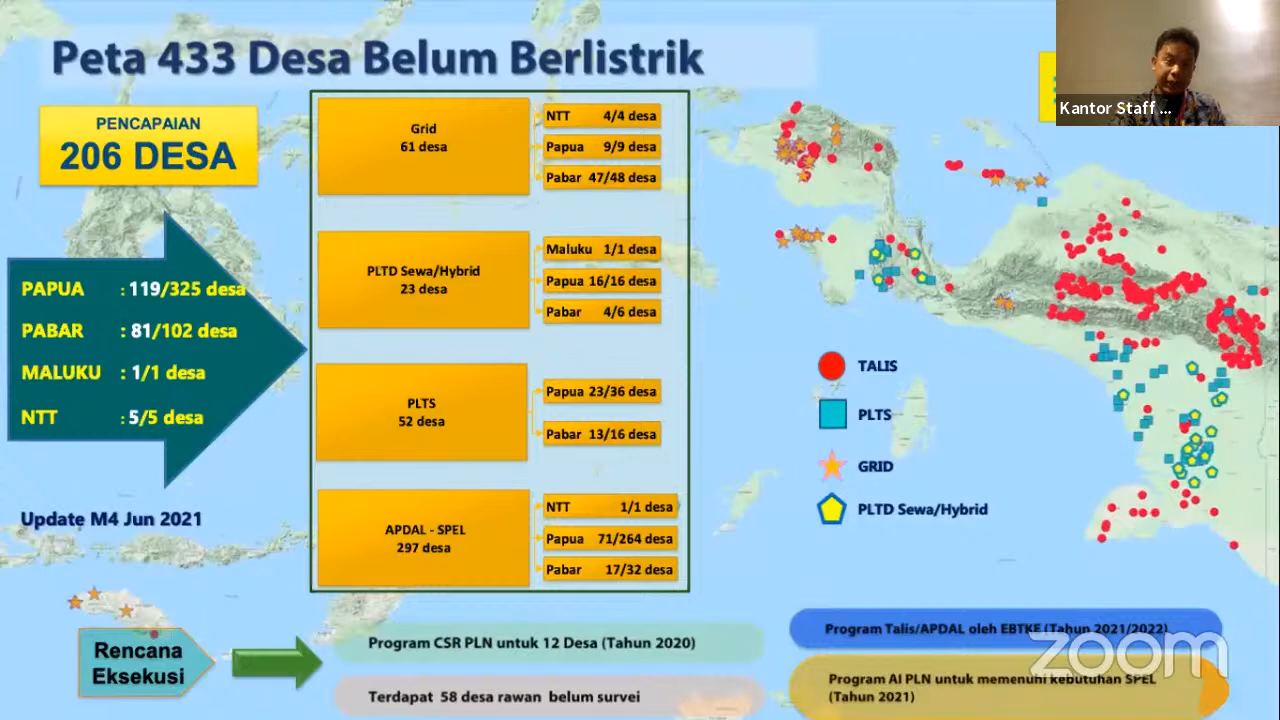 Peta 433 Desa Belum Berlistrik
Kantor Staff ...
PENCAPAIAN
206 DESA
PAPUA : 119/325 desa
PABAR : 81/102 desa
MALUKU : 1/1 desa
NTT : 5/5 desa
Update M4 Jun 2021
Grid
61 desa
NTT 4/4 desa
Papua 9/9 desa
Pabar 47/48 desa
PLTD Sewa/Hybrid
23 desa
Maluku 1/1 desa
Papua 16/16 desa
Pabar 4/6 desa
PLTS
52 desa
Papua 23/36 desa
Pabar 13/16 desa
APDAL - SPEL
297 desa
NTT 1/1 desa
Papua 71/264 desa
Pabar 17/32 desa
TALIS
PLTS
GRID
PLTD Sewa/Hybrid
Rencana
Eksekusi
Program CSR PLN untuk 12 Desa (Tahun 2020)
Terdapat 58 desa rawan belum survei
Program Talis/APDAL oleh EBTKE (Tahun 2021/2022)
Program AI PLN untuk memenuhi kebutuhan SPEL
(Tahun 2021)
zoom